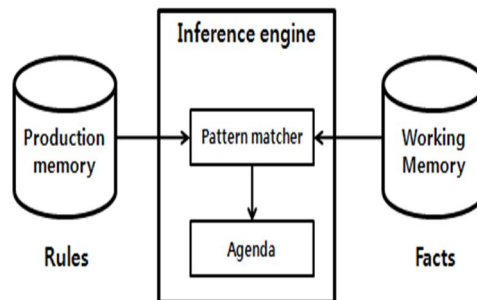 Inference engine
Production
memory
Pattern matcher
Working
Memory
Agenda
Rules
Facts